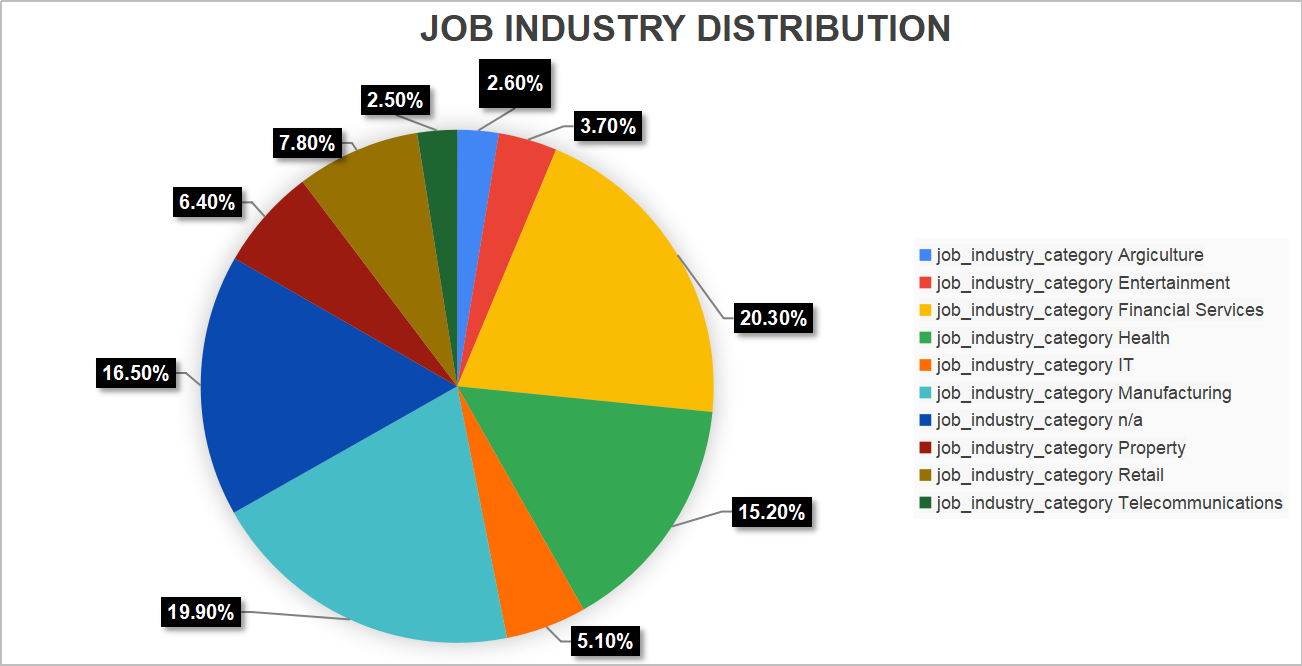 JOB INDUSTRY DISTRIBUTION
2.60%
2.50%
3.70%
7.80%
6.40%
20.30%
16.50%
15.20%
19.90%
5.10%
job_industry_category Argiculture
job_industry_category Entertainment
job_industry_category Financial Services
job_industry_category Health
job_industry_category IT
job_industry_category Manufacturing
job_industry_category n/a
job_industry_category Property
job_industry_category Retail
job_industry_category Telecommunications